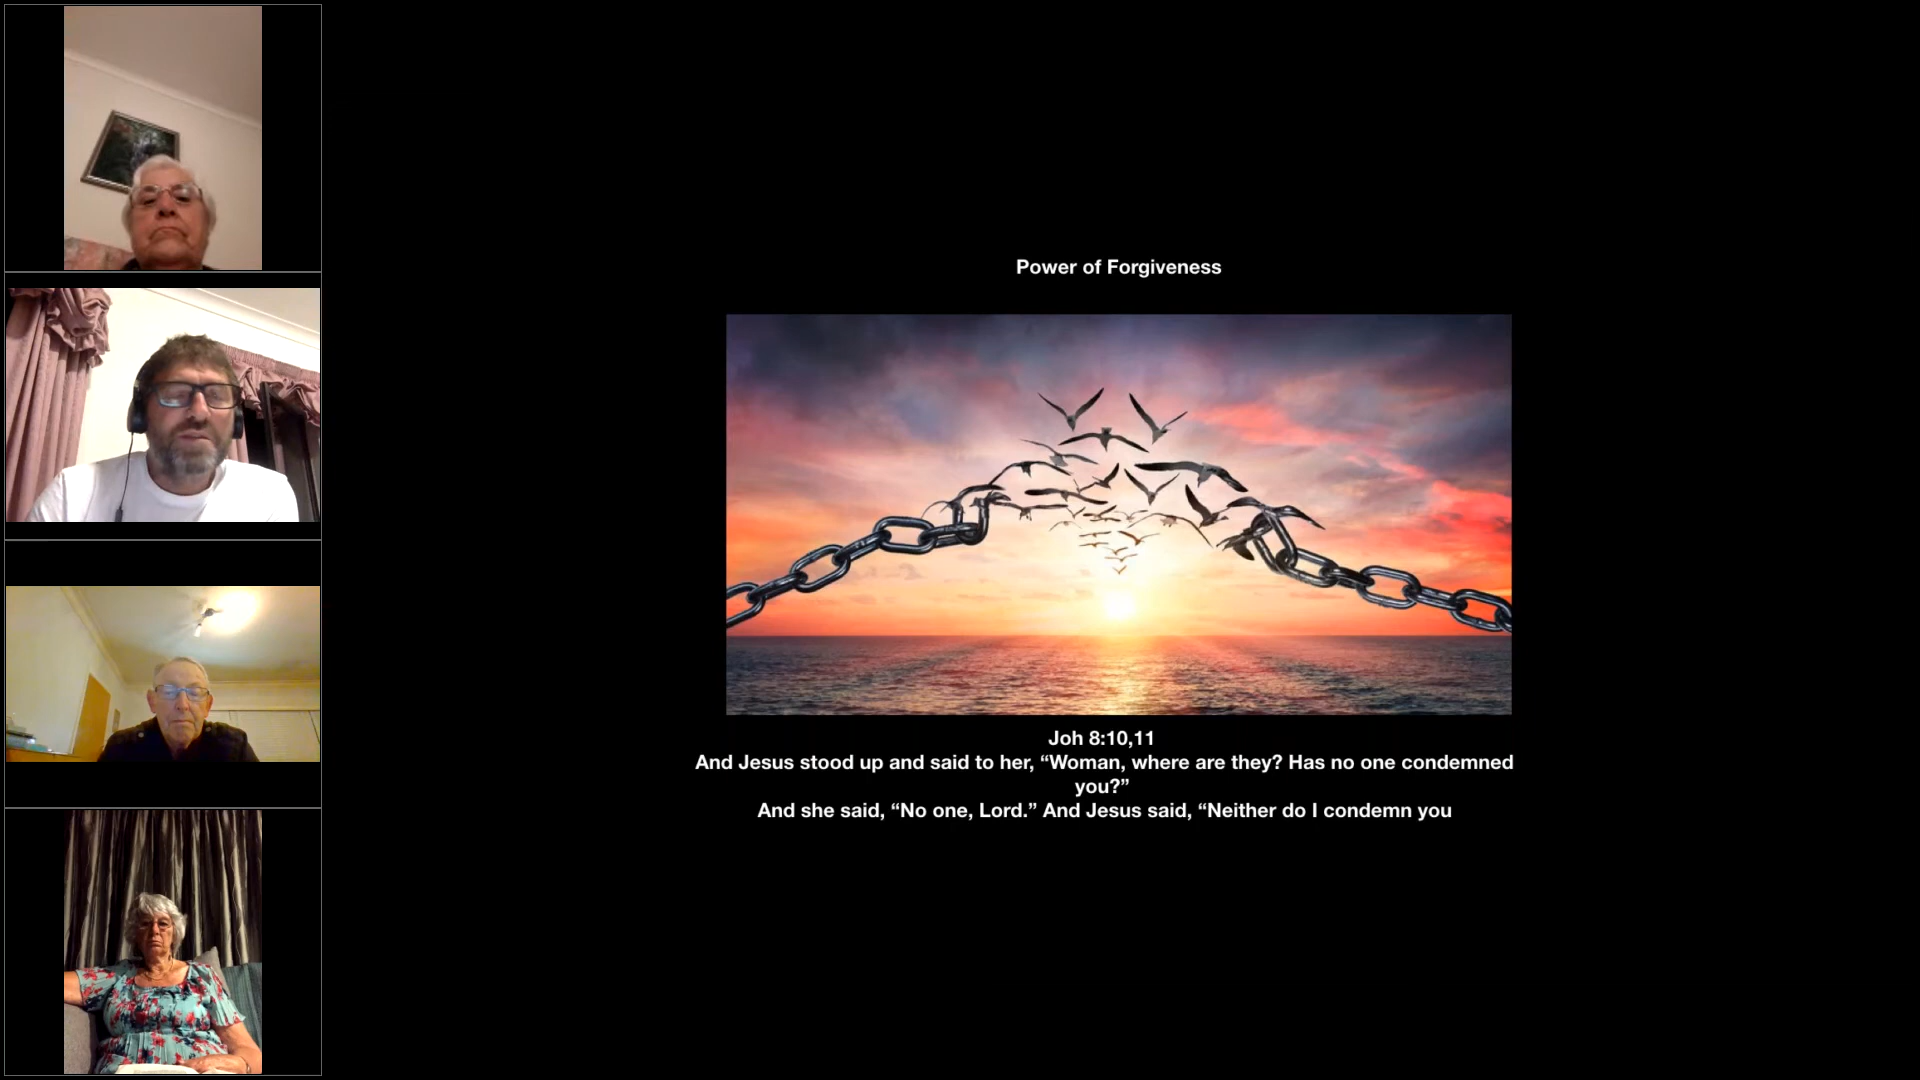 Power of Forgiveness
Joh 8:10,11
And Jesus stood up and said to her, “Woman, where are they? Has no one condemned
you?”
And she said, “No one, Lord.” And Jesus said, “Neither do I condemn you